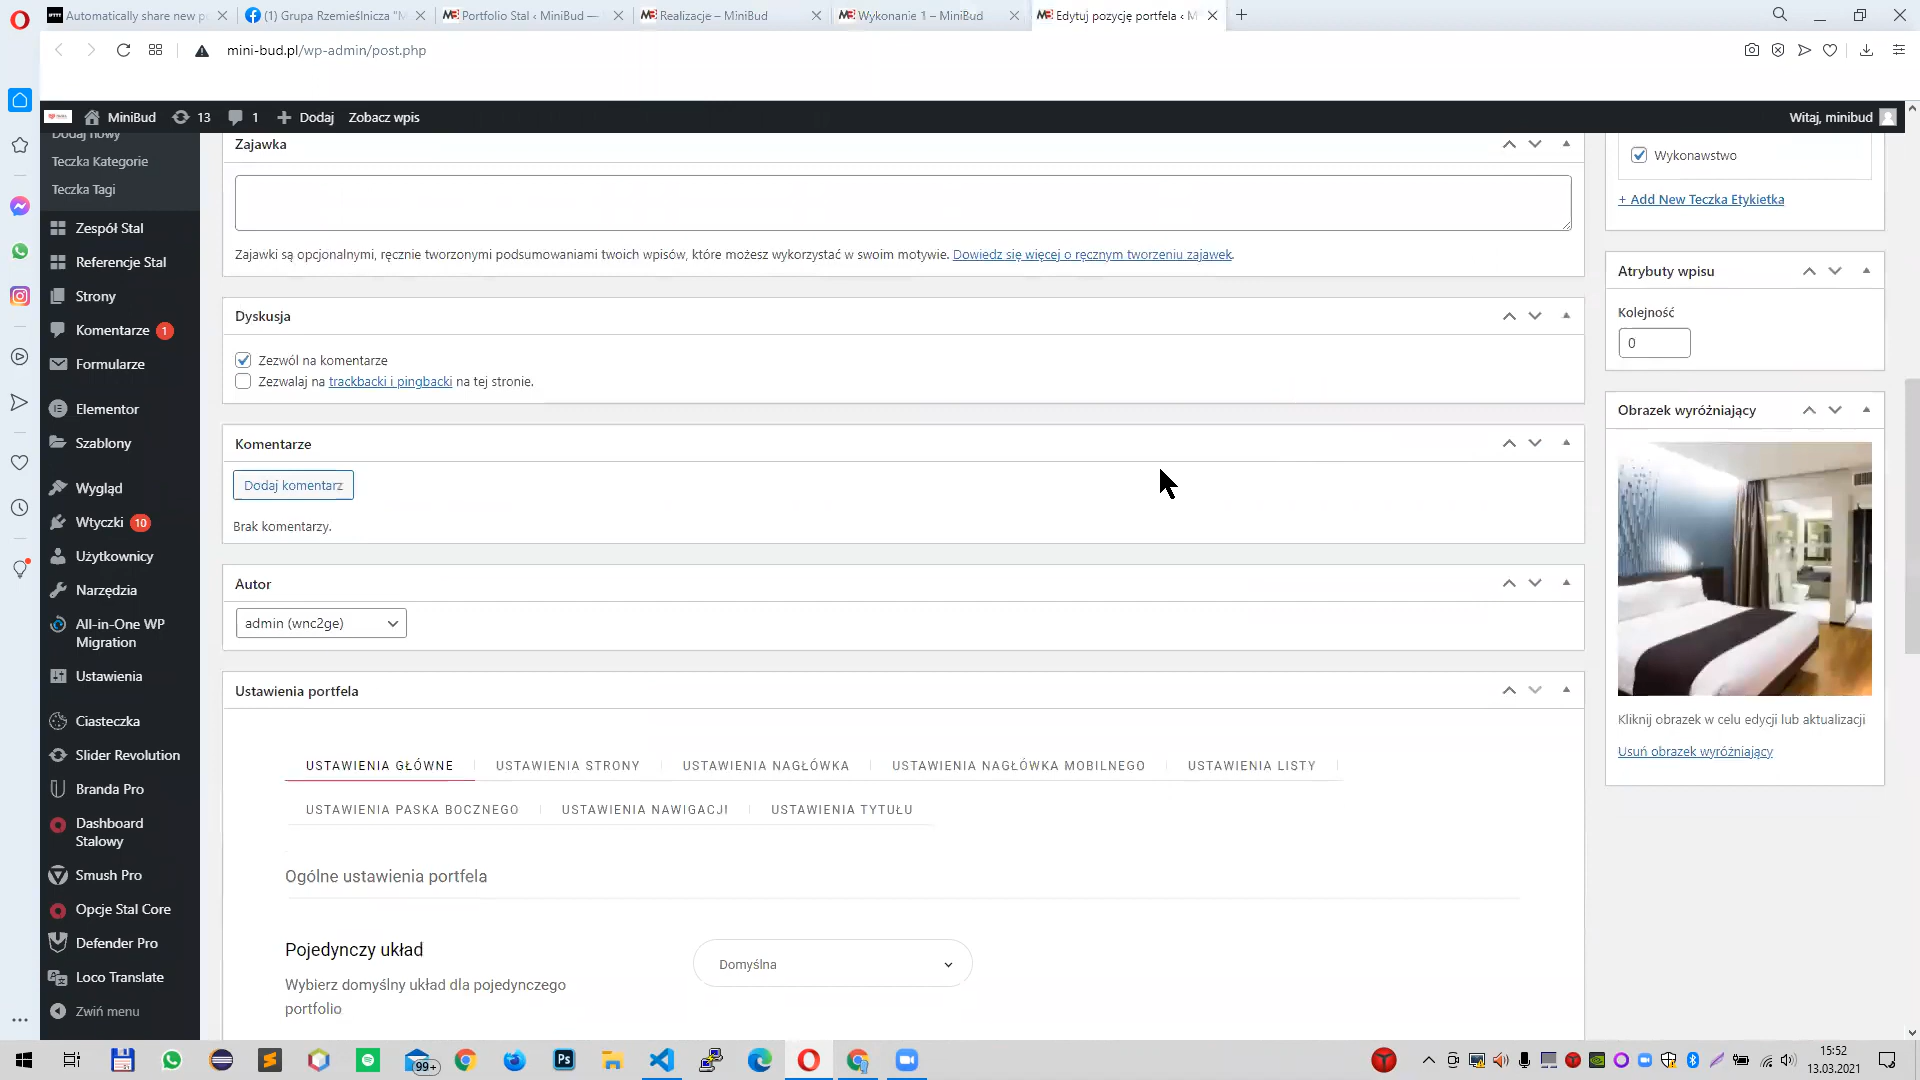 Automatically share new p
(1) Grupa Rzemieślnicza "M
Portfolio Stal ‹ MiniBud —
Realizacje – MiniBud
Wykonanie 1 – MiniBud
Edytuj pozycję portfela ‹ M
mini-bud.pl/wp-admin/post.php
MiniBud
13
1
Dodaj
Zobacz wpis
Witaj, minibud
Dodaj nowy
Teczka Kategorie
Teczka Tagi
Zespół Stal
Referencje Stal
Strony
Komentarze 1
Formularze
Elementor
Szablony
Wygląd
Wtyczki 10
Użytkownicy
Narzędzia
All-in-One WP
Migration
Ustawienia
Ciasteczka
Slider Revolution
Branda Pro
Dashboard
Stalowy
Smush Pro
Opcje Stal Core
Defender Pro
Loco Translate
Zwiń menu
Zajawka
Zajawki są opcjonalnymi, ręcznie tworzonymi podsumowaniami twoich wpisów, które możesz wykorzystać w swoim motywie. Dowiedz się więcej o ręcznym tworzeniu zajawek.
Dyskusja
Zezwól na komentarze
Zezwalaj na trackbacki i pingbacki na tej stronie.
Komentarze
Dodaj komentarz
Brak komentarzy.
Autor
admin (wnc2ge)
Ustawienia portfela
USTAWIENIA GŁÓWNE
USTAWIENIA STRONY
USTAWIENIA NAGŁÓWKA
USTAWIENIA NAGŁÓWKA MOBILNEGO
USTAWIENIA LISTY
USTAWIENIA PASKA BOCZNEGO
USTAWIENIA NAWIGACJI
USTAWIENIA TYTUŁU
Ogólne ustawienia portfela
Pojedynczy układ
Wybierz domyślny układ dla pojedynczego
portfolio
Domyślna
Wykonawstwo
+ Add New Teczka Etykietka
Atrybuty wpisu
Kolejność
0
Obrazek wyróżniający
Kliknij obrazek w celu edycji lub aktualizacji
Usuń obrazek wyróżniający
99+
Ps
15:52
13.03.2021